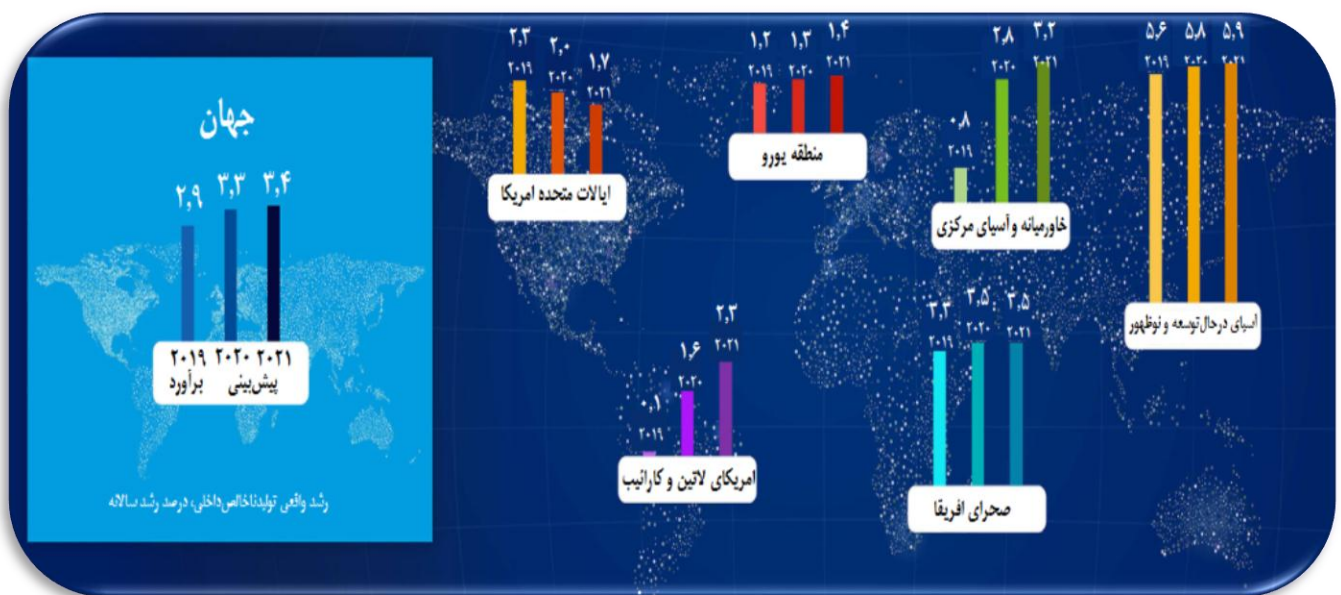 جهان
۲,۹ ۳,۳ ۳,۴
۲۰۱۹ ۲۰۲۰ ۲۰۲۱
برآورد پیش‌بینی
رشد واقعی تولیدناخالص‌داخلی، درصد رشد سالانه
۲,۳ ۲,۰ ۱,۷
۲۰۱۹ ۲۰۲۰ ۲۰۲۱
ایالات متحده امریکا
۱,۲ ۱,۳ ۱,۴
۲۰۱۹ ۲۰۲۰ ۲۰۲۱
منطقه یورو
۰,۸ ۲,۸ ۳,۲
۲۰۱۹ ۲۰۲۰ ۲۰۲۱
خاورمیانه و آسیای مرکزی
۵,۶ ۵,۸ ۵,۹
۲۰۱۹ ۲۰۲۰ ۲۰۲۱
آسیای درحال‌توسعه و نوظهور
۰,۱ ۱,۶ ۲,۳
۲۰۱۹ ۲۰۲۰ ۲۰۲۱
امریکای لاتین و کارائیب
۳,۳ ۳,۵ ۳,۵
۲۰۱۹ ۲۰۲۰ ۲۰۲۱
صحرای افریقا